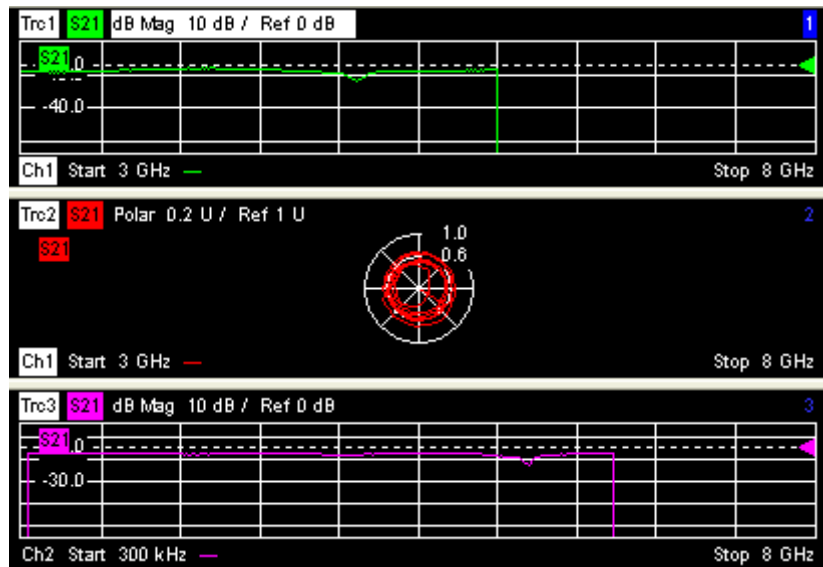 Trc1 S21 dB Mag 10 dB / Ref 0 dB 1
S21 .0
-40.0
Ch1 Start 3 GHz — Stop 8 GHz
Trc2 S21 Polar 0.2 U / Ref 1 U 2
S21
1.0
0.6
Ch1 Start 3 GHz — Stop 8 GHz
Trc3 S21 dB Mag 10 dB / Ref 0 dB 3
S21 .0
-30.0
Ch2 Start 300 kHz — Stop 8 GHz